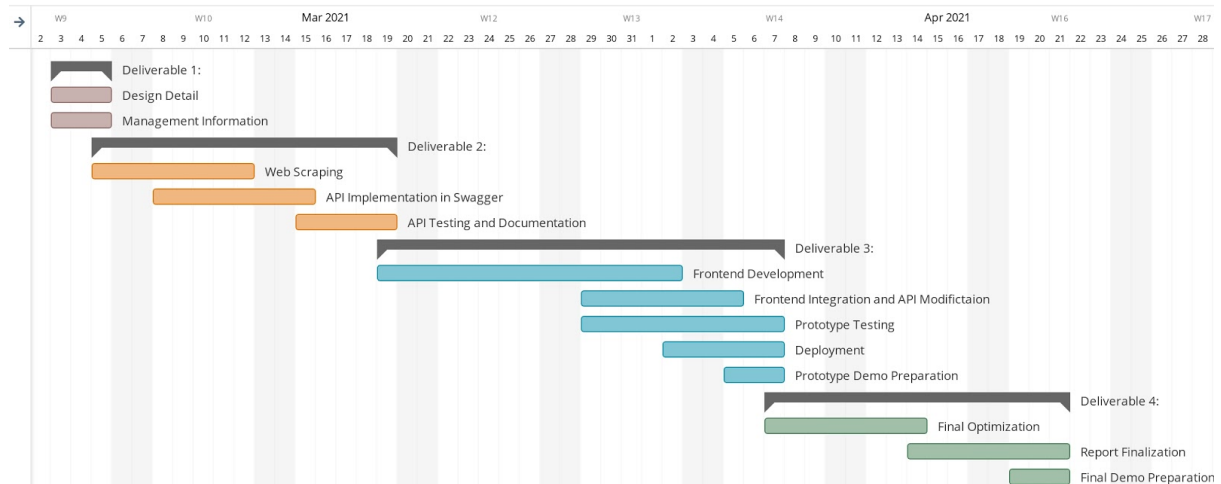 W9 W10 Mar 2021 W12 W13 W14 Apr 2021 W16 W17
2 3 4 5 6 7 8 9 10 11 12 13 14 15 16 17 18 19 20 21 22 23 24 25 26 27 28 29 30 31 1 2 3 4 5 6 7 8 9 10 11 12 13 14 15 16 17 18 19 20 21 22 23 24 25 26 27 28
Deliverable 1:
Design Detail
Management Information
Deliverable 2:
Web Scraping
API Implementation in Swagger
API Testing and Documentation
Deliverable 3:
Frontend Development
Frontend Integration and API Modifictaion
Prototype Testing
Deployment
Prototype Demo Preparation
Deliverable 4:
Final Optimization
Report Finalization
Final Demo Preparation